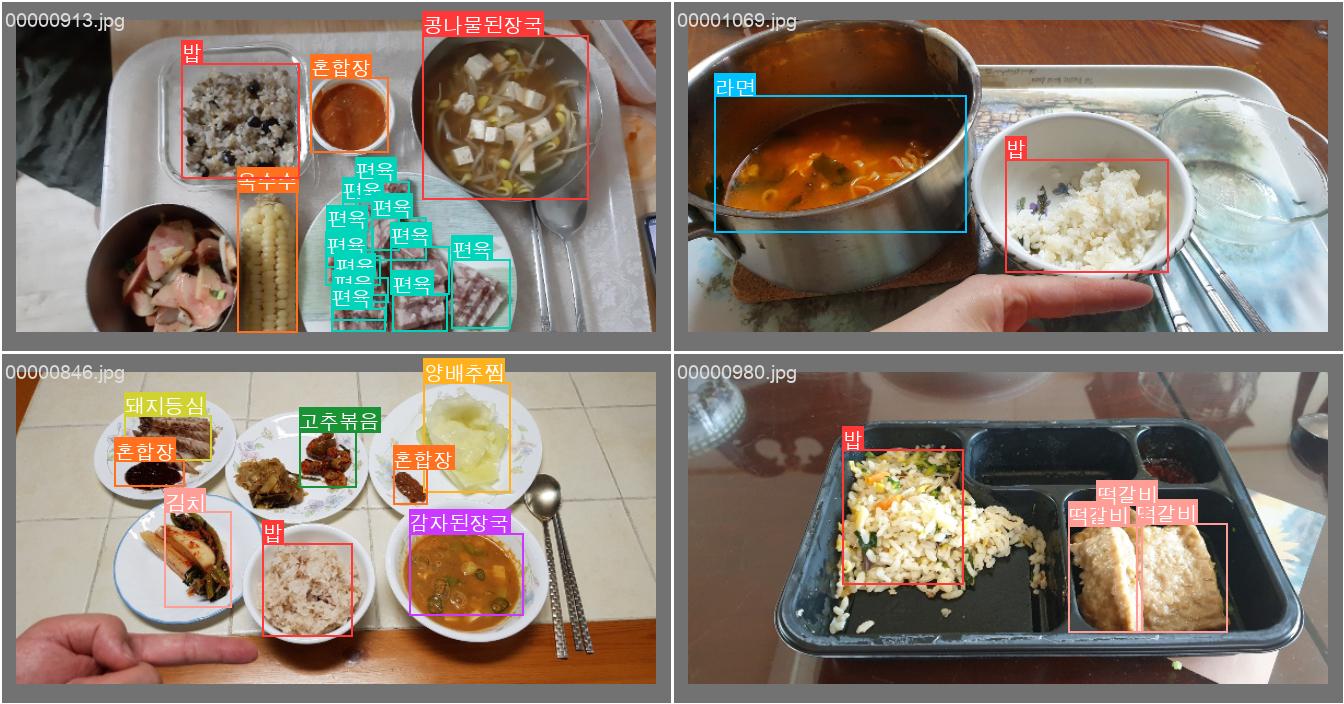 00000913.jpg
콩나물된장국
밥
혼합장
옥수수
편육
편육
편육
편육
편육
편육
편육
편육
편육
편육
편육
00001069.jpg
라면
밥
00000846.jpg
양배추찜
돼지등심
고추볶음
혼합장
혼합장
김치
감자된장국
밥
00000980.jpg
밥
떡갈비
떡갈비
떡갈비